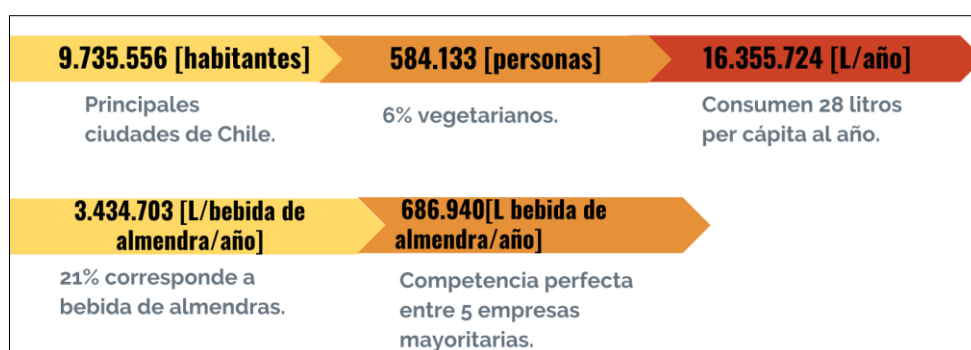 9.735.556 [habitantes]
584.133 [personas]
16.355.724 [L/año]
Principales
ciudades de Chile.
6% vegetarianos.
Consumen 28 litros
per cápita al año.
3.434.703 [L/bebida de
almendra/año]
686.940[L bebida de
almendra/año]
21% corresponde a
bebida de almendras.
Competencia perfecta
entre 5 empresas
mayoritarias.